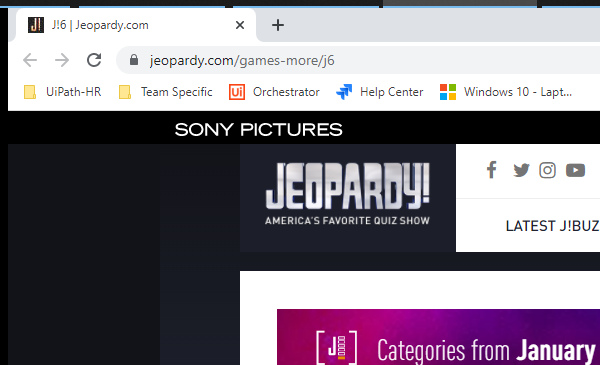 J!6 | Jeopardy.com
jeopardy.com/games-more/j6
UiPath-HR Team Specific Ui Orchestrator Help Center Windows 10 - Lapt...
SONY PICTURES
JEOPARDY!
AMERICA'S FAVORITE QUIZ SHOW
LATEST J!BUZ
J! Categories from January